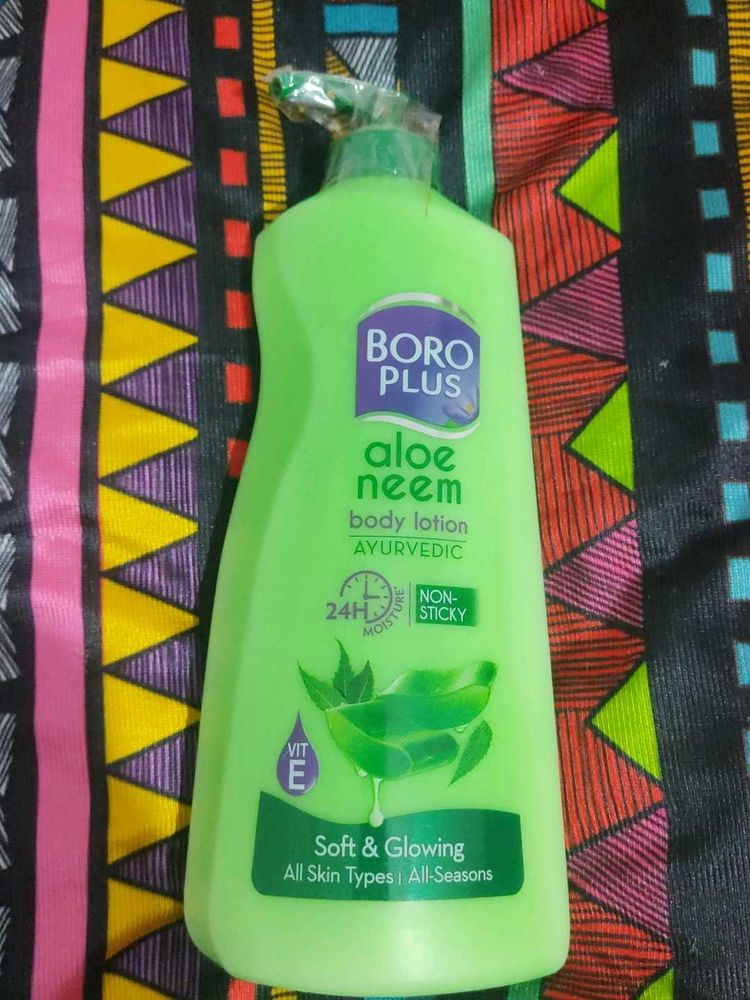 BORO
PLUS
aloe
neem
body lotion
AYURVEDIC
24H
MOISTURE*
NON-
STICKY
VIT
E
Soft & Glowing
All Skin Types | All-Seasons